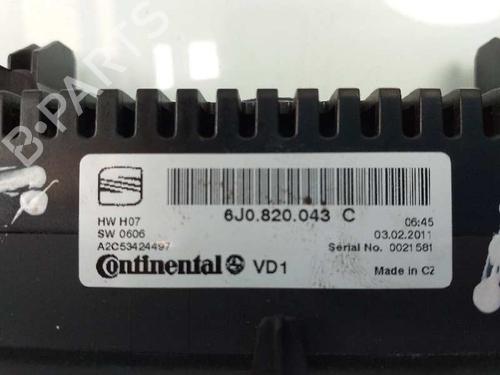 B-PARTS
6J0.820.043 C
HW H07
SW 0606
A2C53424497
06:45
03.02.2011
Serial No. 0021581
Continental VD1
Made in CZ